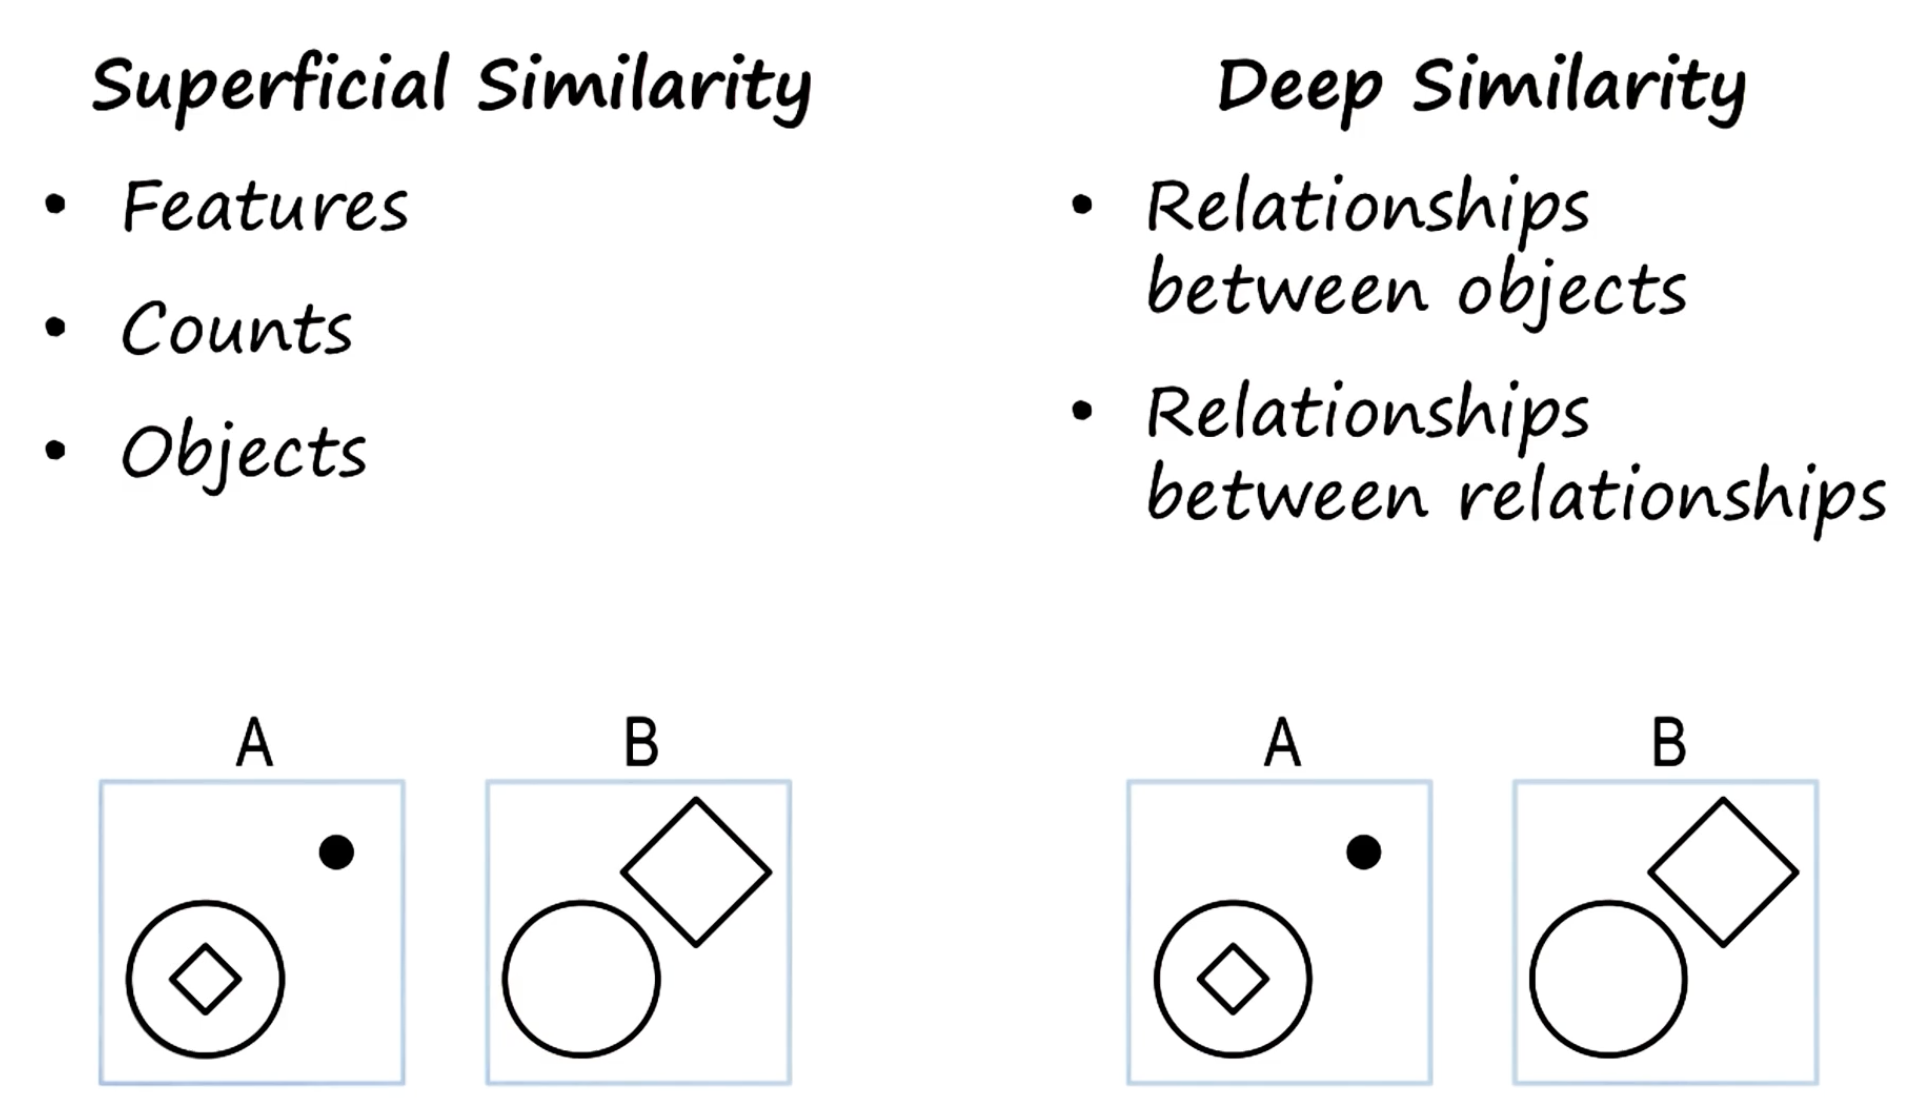 Superficial Similarity
• Features
• Counts
• Objects
Deep Similarity
• Relationships
between objects
• Relationships
between relationships
A
B
A
B